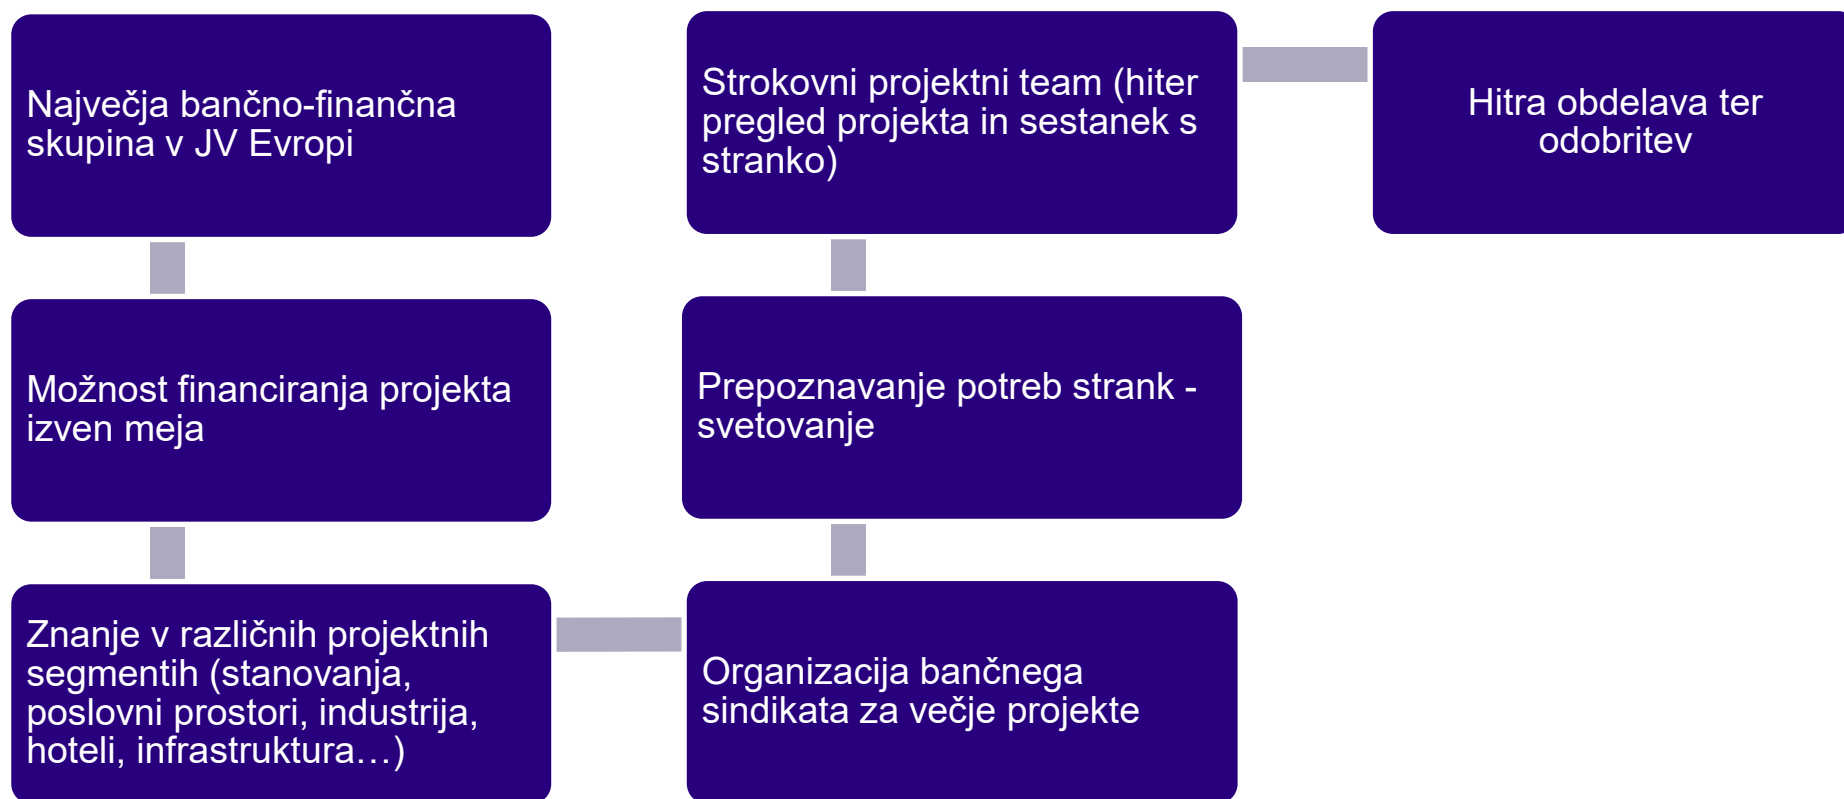 Največja bančno-finančna
skupina v JV Evropi
Možnost financiranja projekta
izven meja
Znanje v različnih projektnih
segmentih (stanovanja,
poslovni prostori, industrija,
hoteli, infrastruktura…)
Organizacija bančnega
sindikata za večje projekte
Prepoznavanje potreb strank -
svetovanje
Strokovni projektni team (hiter
pregled projekta in sestanek s
stranko)
Hitra obdelava ter
odobritev